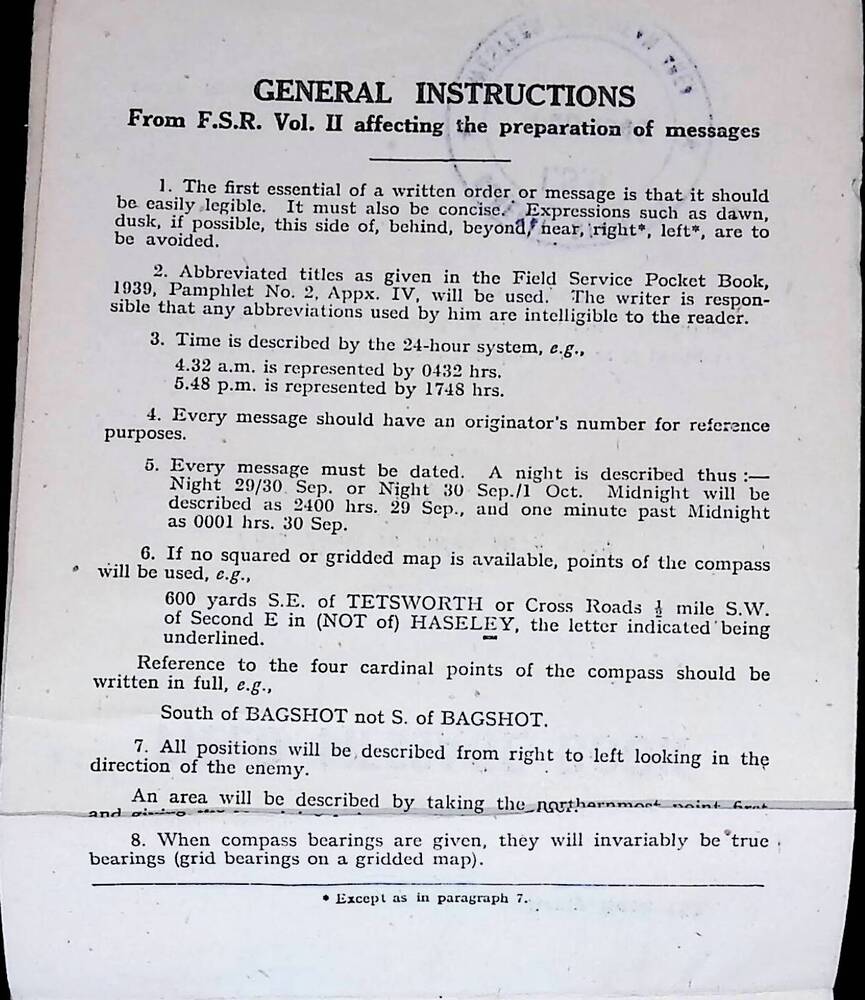 GENERAL INSTRUCTIONS
From F.S.R. Vol. II affecting the preparation of messages
1. The first essential of a written order or message is that it should
be easily legible. It must also be concise. Expressions such as dawn,
dusk, if possible, this side of, behind, beyond, near, right*, left*, are to
be avoided.
2. Abbreviated titles as given in the Field Service Pocket Book,
1939, Pamphlet No. 2, Appx. IV, will be used. The writer is respon-
sible that any abbreviations used by him are intelligible to the reader.
3. Time is described by the 24-hour system, e.g.,
4.32 a.m. is represented by 0432 hrs.
5.48 p.m. is represented by 1748 hrs.
4. Every message should have an originator's number for reference
purposes.
5. Every message must be dated. A night is described thus :—
Night 29/30 Sep. or Night 30 Sep./1 Oct. Midnight will be
described as 2400 hrs. 29 Sep., and one minute past Midnight
as 0001 hrs. 30 Sep.
6. If no squared or gridded map is available, points of the compass
will be used, e.g.,
600 yards S.E. of TETSWORTH or Cross Roads ½ mile S.W.
of Second E in (NOT of) HASELEY, the letter indicated being
underlined.
Reference to the four cardinal points of the compass should be
written in full, e.g.,
South of BAGSHOT not S. of BAGSHOT.
7. All positions will be described from right to left looking in the
direction of the enemy.
An area will be described by taking the northernmost point first
and
8. When compass bearings are given, they will invariably be true
bearings (grid bearings on a gridded map).
* Except as in paragraph 7.